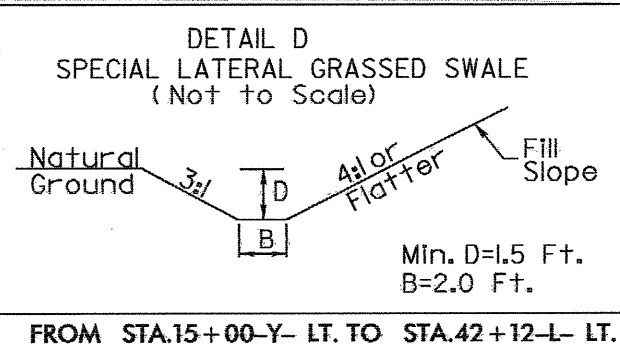 DETAIL D
SPECIAL LATERAL GRASSED SWALE
(Not to Scale)
Natural
Ground
3:1
D
B
4:1 or
Flatter
Fill
Slope
Min. D=1.5 Ft.
B=2.0 Ft.
FROM STA.15+00-Y- LT. TO STA.42+12-L- LT.